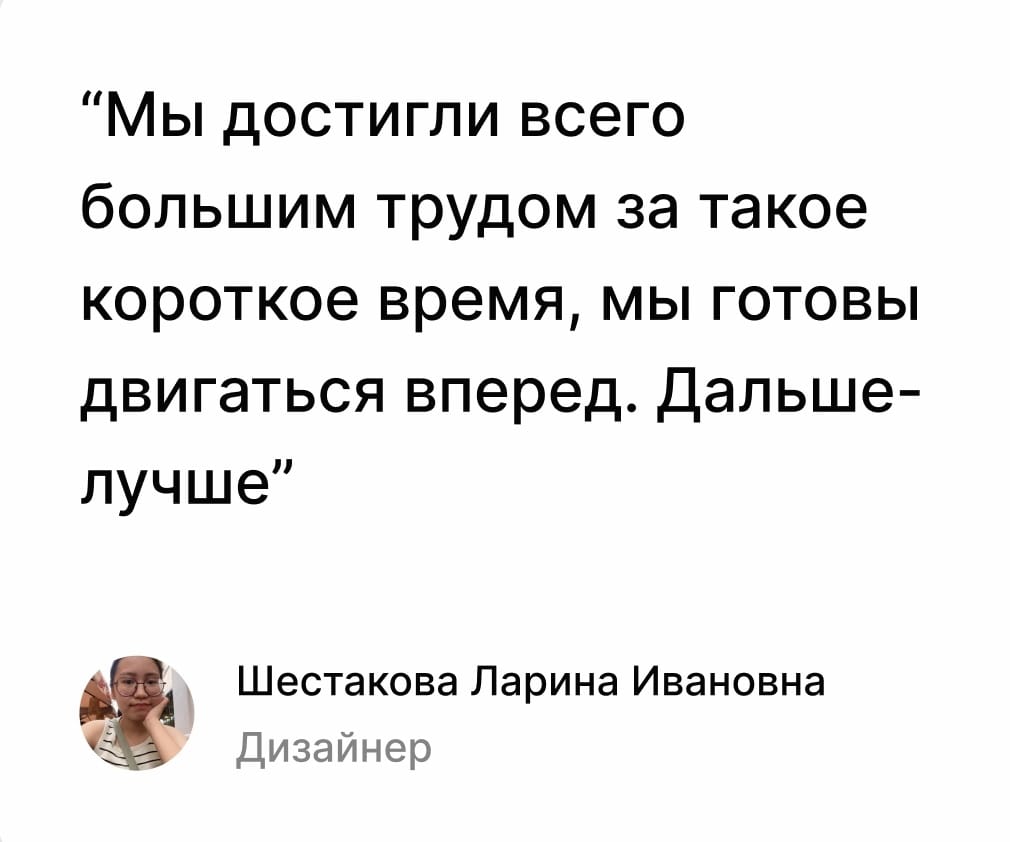 “Мы достигли всего
большим трудом за такое
короткое время, мы готовы
двигаться вперед. Дальше-
лучше”
Шестакова Ларина Ивановна
Дизайнер